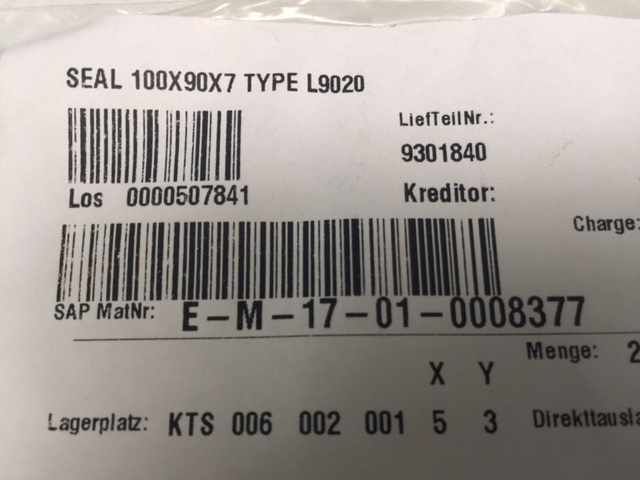 SEAL 100X90X7 TYPE L9020
LiefTeilNr.:
9301840
Los 0000507841
Kreditor:
Charge:
SAP MatNr: E-M-17-01-0008377
Menge: 2
X Y
Lagerplatz: KTS 006 002 001 5 3